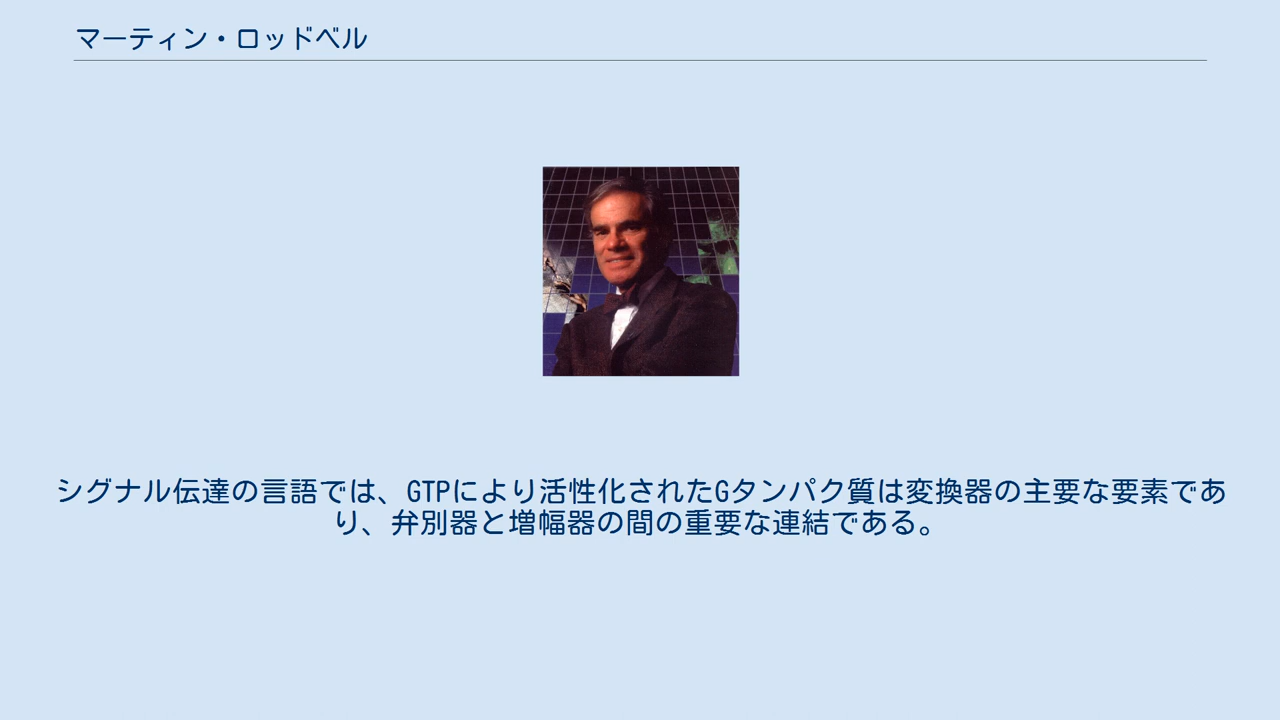 マーティン・ロッドベル
シグナル伝達の言語では、GTPにより活性化されたGタンパク質は変換器の主要な要素であ
り、弁別器と増幅器の間の重要な連結である。